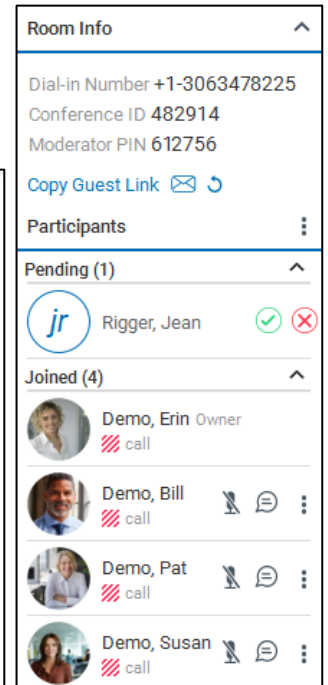 Room Info
Dial-in Number +1-3063478225
Conference ID 482914
Moderator PIN 612756
Copy Guest Link
Participants
Pending (1)
jr
Rigger, Jean
Joined (4)
Demo, Erin Owner
call
Demo, Bill
call
Demo, Pat
call
Demo, Susan
call